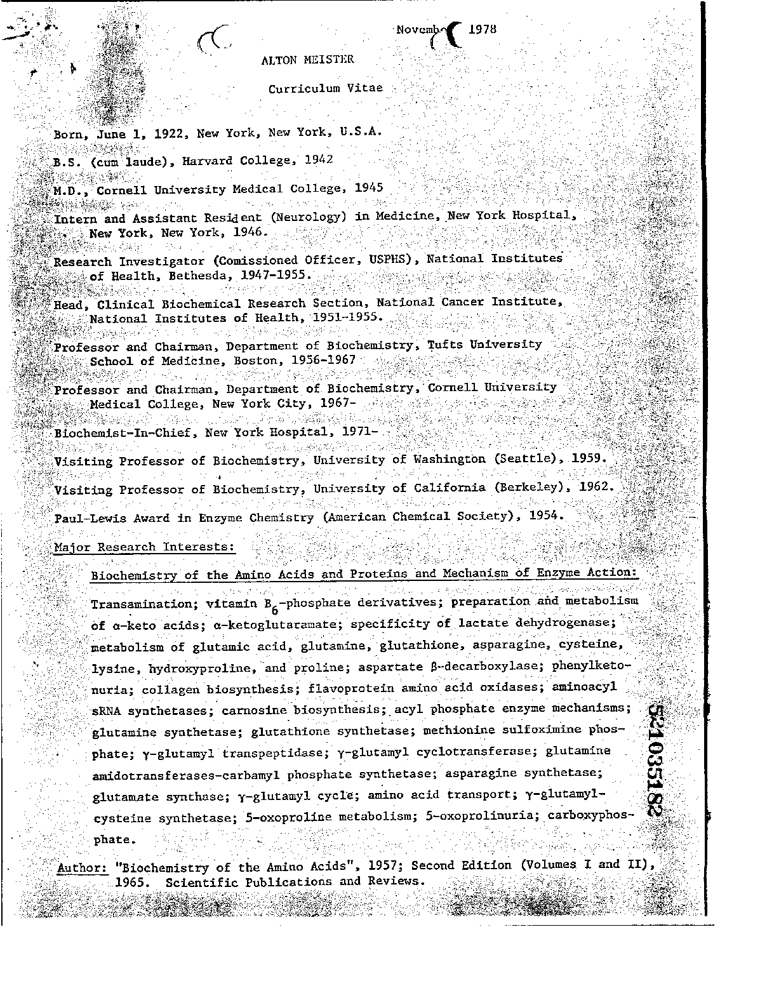 November 1978
ALTON MEISTER
Curriculum Vitae
Born, June 1, 1922, New York, New York, U.S.A.
B.S. (cum laude), Harvard College, 1942
M.D., Cornell University Medical College, 1945
Intern and Assistant Resident (Neurology) in Medicine, New York Hospital,
New York, New York, 1946.
Research Investigator (Comissioned Officer, USPHS), National Institutes
of Health, Bethesda, 1947-1955.
Head, Clinical Biochemical Research Section, National Cancer Institute,
National Institutes of Health, 1951-1955.
Professor and Chairman, Department of Biochemistry, Tufts University
School of Medicine, Boston, 1956-1967
Professor and Chairman, Department of Biochemistry, Cornell University
Medical College, New York City, 1967-
Biochemist-In-Chief, New York Hospital, 1971-
Visiting Professor of Biochemistry, University of Washington (Seattle), 1959.
Visiting Professor of Biochemistry, University of California (Berkeley), 1962.
Paul-Lewis Award in Enzyme Chemistry (American Chemical Society), 1954.
Major Research Interests:
Biochemistry of the Amino Acids and Proteins and Mechanism of Enzyme Action:
Transamination; vitamin B6-phosphate derivatives; preparation and metabolism
of α-keto acids; α-ketoglutaramate; specificity of lactate dehydrogenase;
metabolism of glutamic acid, glutamine, glutathione, asparagine, cysteine,
lysine, hydroxyproline, and proline; aspartate β-decarboxylase; phenylketo-
nuria; collagen biosynthesis; flavoprotein amino acid oxidases; aminoacyl
sRNA synthetases; carnosine biosynthesis; acyl phosphate enzyme mechanisms;
glutamine synthetase; glutathione synthetase; methionine sulfoximine phos-
phate; γ-glutamyl transpeptidase; γ-glutamyl cyclotransferase; glutamine
amidotransferases-carbamyl phosphate synthetase; asparagine synthetase;
glutamate synthase; γ-glutamyl cycle; amino acid transport; γ-glutamyl-
cysteine synthetase; 5-oxoproline metabolism; 5-oxoprolinuria; carboxyphos-
phate.
Author: "Biochemistry of the Amino Acids", 1957; Second Edition (Volumes I and II),
1965. Scientific Publications and Reviews.
521035182